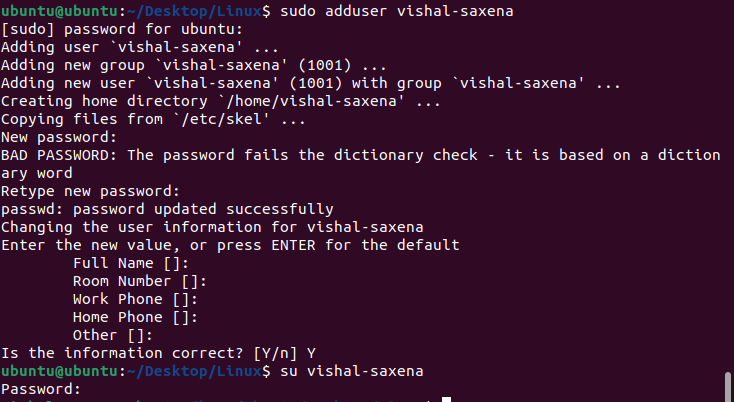 ubuntu@ubuntu:~/Desktop/Linux$ sudo adduser vishal-saxena
[sudo] password for ubuntu:
Adding user `vishal-saxena' ...
Adding new group `vishal-saxena' (1001) ...
Adding new user `vishal-saxena' (1001) with group `vishal-saxena' ...
Creating home directory `/home/vishal-saxena' ...
Copying files from `/etc/skel' ...
New password:
BAD PASSWORD: The password fails the dictionary check - it is based on a diction
ary word
Retype new password:
passwd: password updated successfully
Changing the user information for vishal-saxena
Enter the new value, or press ENTER for the default
        Full Name []:
        Room Number []:
        Work Phone []:
        Home Phone []:
        Other []:
Is the information correct? [Y/n] Y
ubuntu@ubuntu:~/Desktop/Linux$ su vishal-saxena
Password: